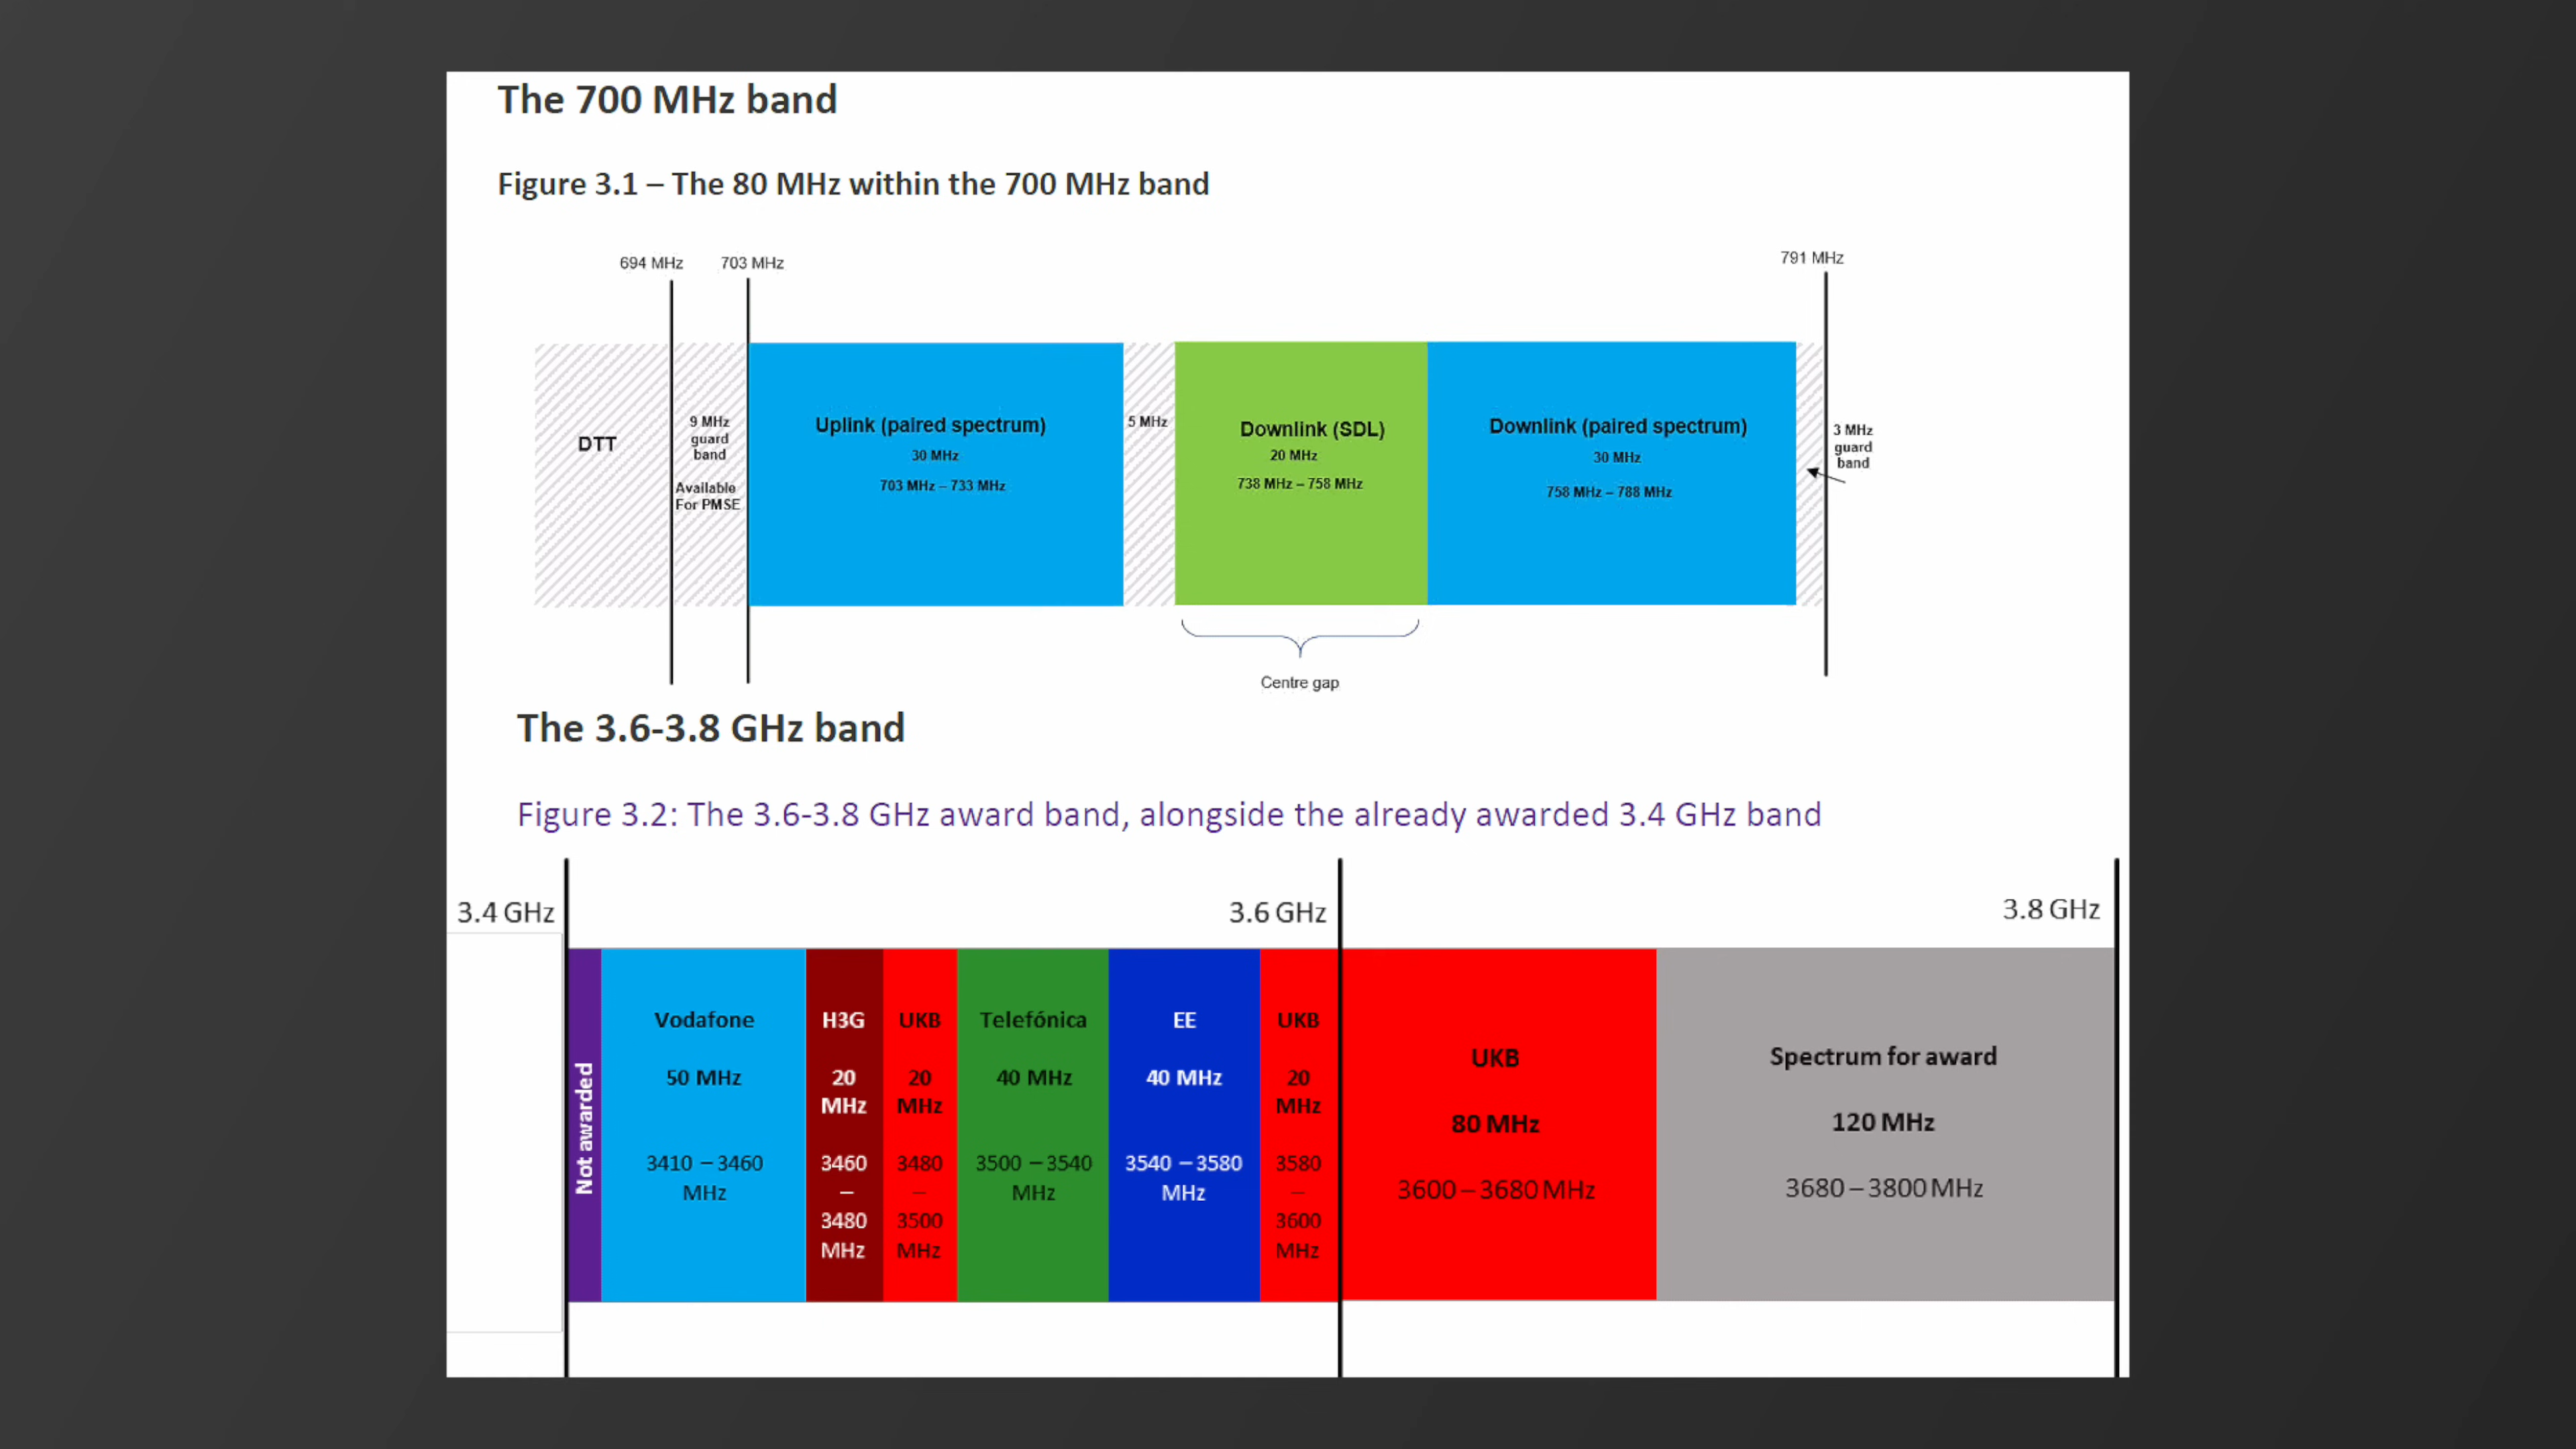 The 700 MHz band
Figure 3.1 – The 80 MHz within the 700 MHz band
694 MHz
703 MHz
791 MHz
DTT
9 MHz
guard
band
Available
For PMSE
Uplink (paired spectrum)
30 MHz
703 MHz – 733 MHz
5 MHz
Downlink (SDL)
20 MHz
738 MHz – 758 MHz
Downlink (paired spectrum)
30 MHz
758 MHz – 788 MHz
3 MHz
guard
band
Centre gap
The 3.6-3.8 GHz band
Figure 3.2: The 3.6-3.8 GHz award band, alongside the already awarded 3.4 GHz band
3.4 GHz
3.6 GHz
3.8 GHz
Not awarded
Vodafone
50 MHz
3410 – 3460
MHz
H3G
20
MHz
3460
–
3480
MHz
UKB
20
MHz
3480
–
3500
MHz
Telefónica
40 MHz
3500 – 3540
MHz
EE
40 MHz
3540 – 3580
MHz
UKB
20
MHz
3580
–
3600
MHz
UKB
80 MHz
3600 – 3680 MHz
Spectrum for award
120 MHz
3680 – 3800 MHz